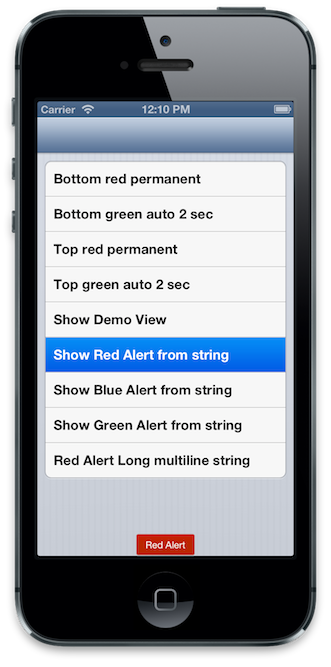 Carrier 12:10 PM
Bottom red permanent
Bottom green auto 2 sec
Top red permanent
Top green auto 2 sec
Show Demo View
Show Red Alert from string
Show Blue Alert from string
Show Green Alert from string
Red Alert Long multiline string
Red Alert